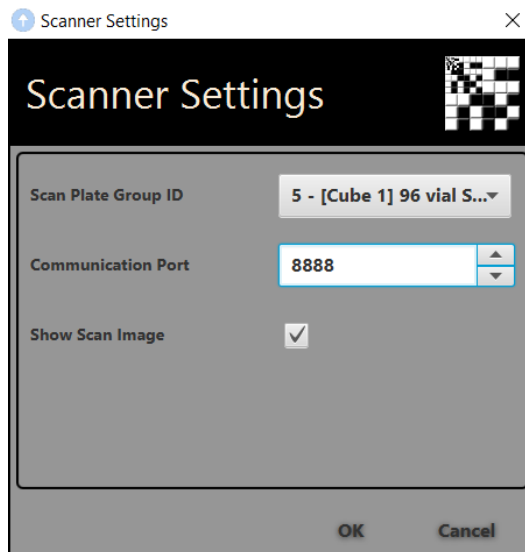 Scanner Settings
Scanner Settings
Scan Plate Group ID
5 - [Cube 1] 96 vial S...
Communication Port
8888
Show Scan Image
OK
Cancel